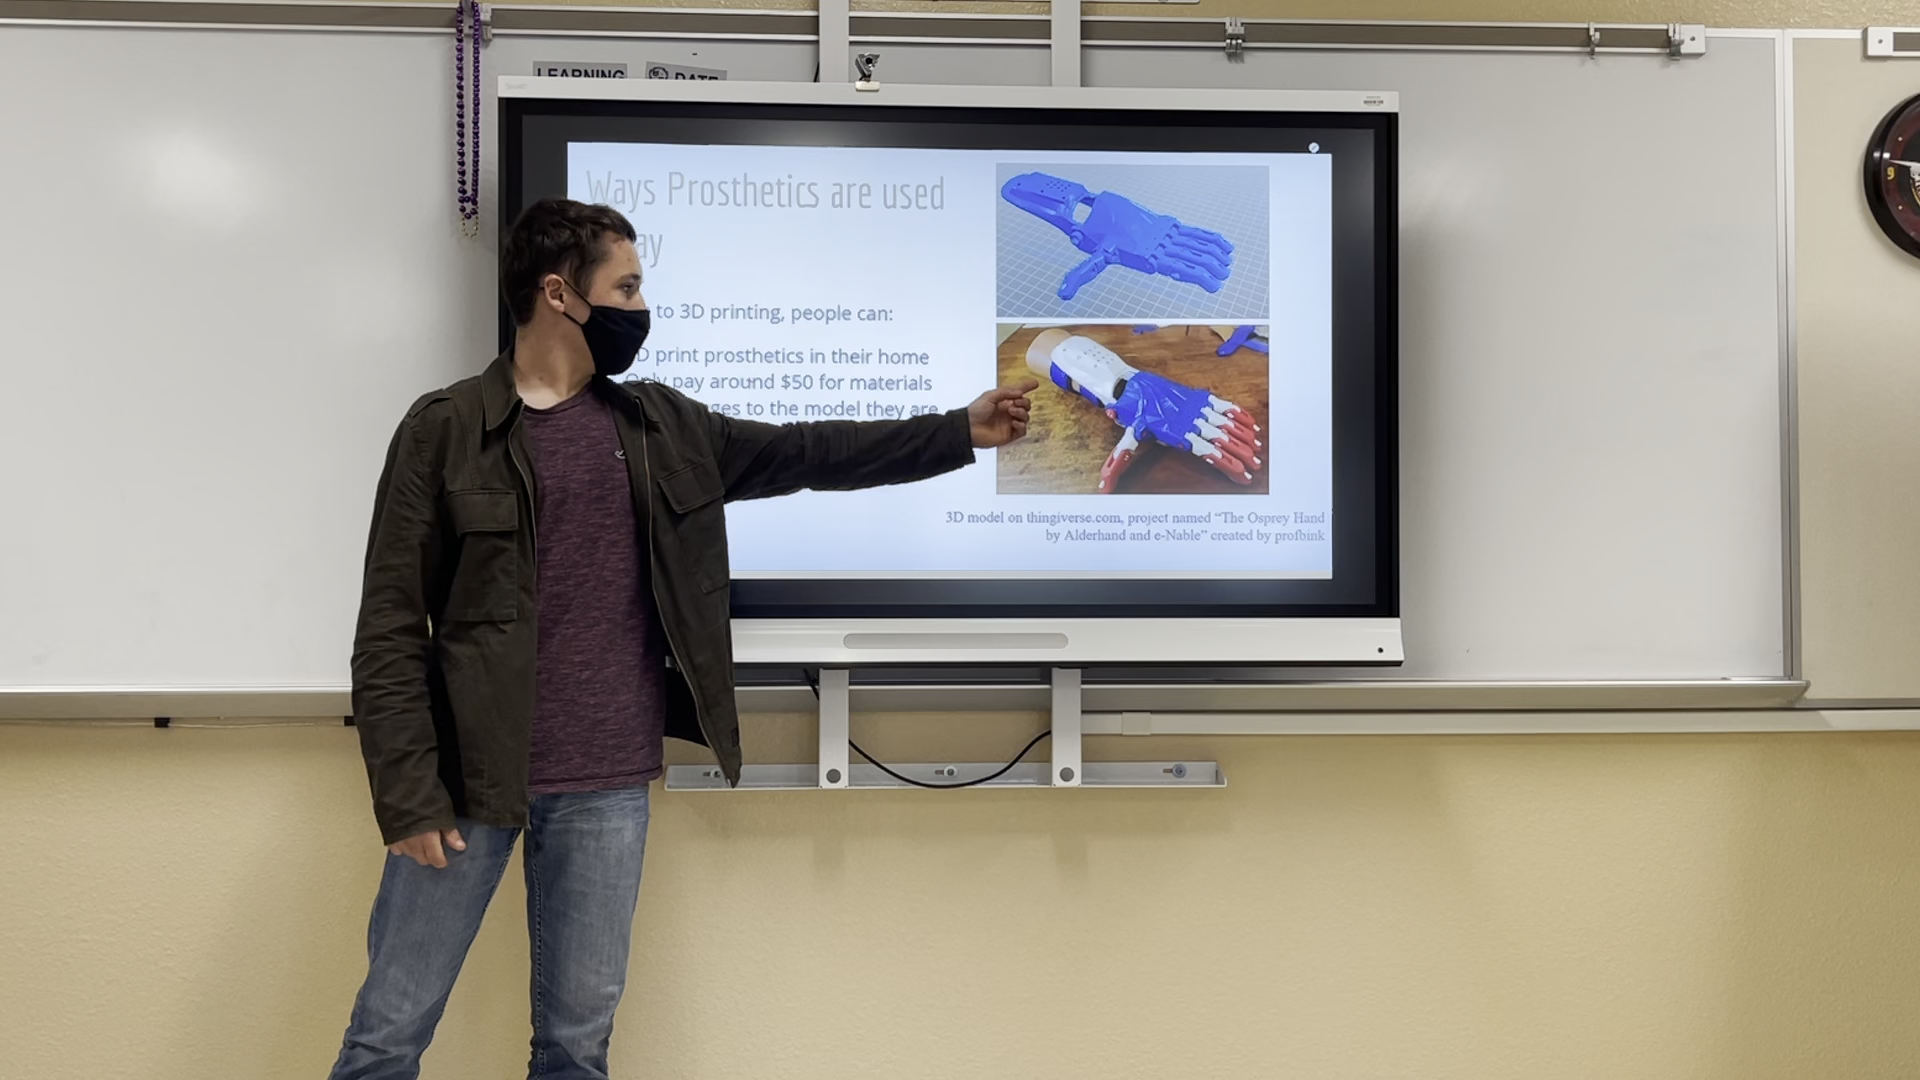 LEARNING
DATE
Ways Prosthetics are used
ay
to 3D printing, people can:
D print prosthetics in their home
Only pay around $50 for materials
ges to the model they are
3D model on thingiverse.com, project named “The Osprey Hand
by Alderhand and e-Nable” created by profbink
9